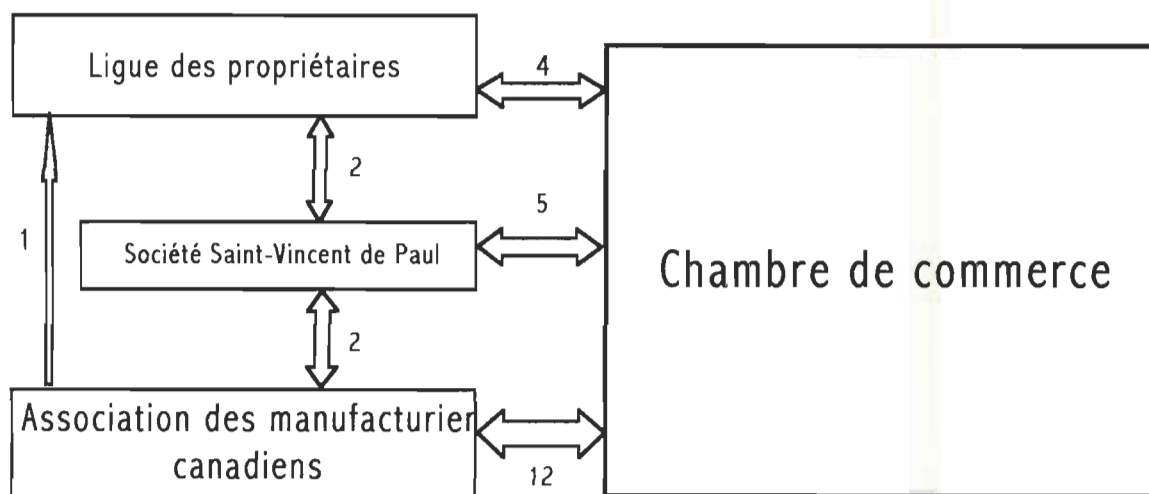 Ligue des propriétaires
4
2
5
1
Société Saint-Vincent de Paul
Chambre de commerce
2
Association des manufacturier
canadiens
12